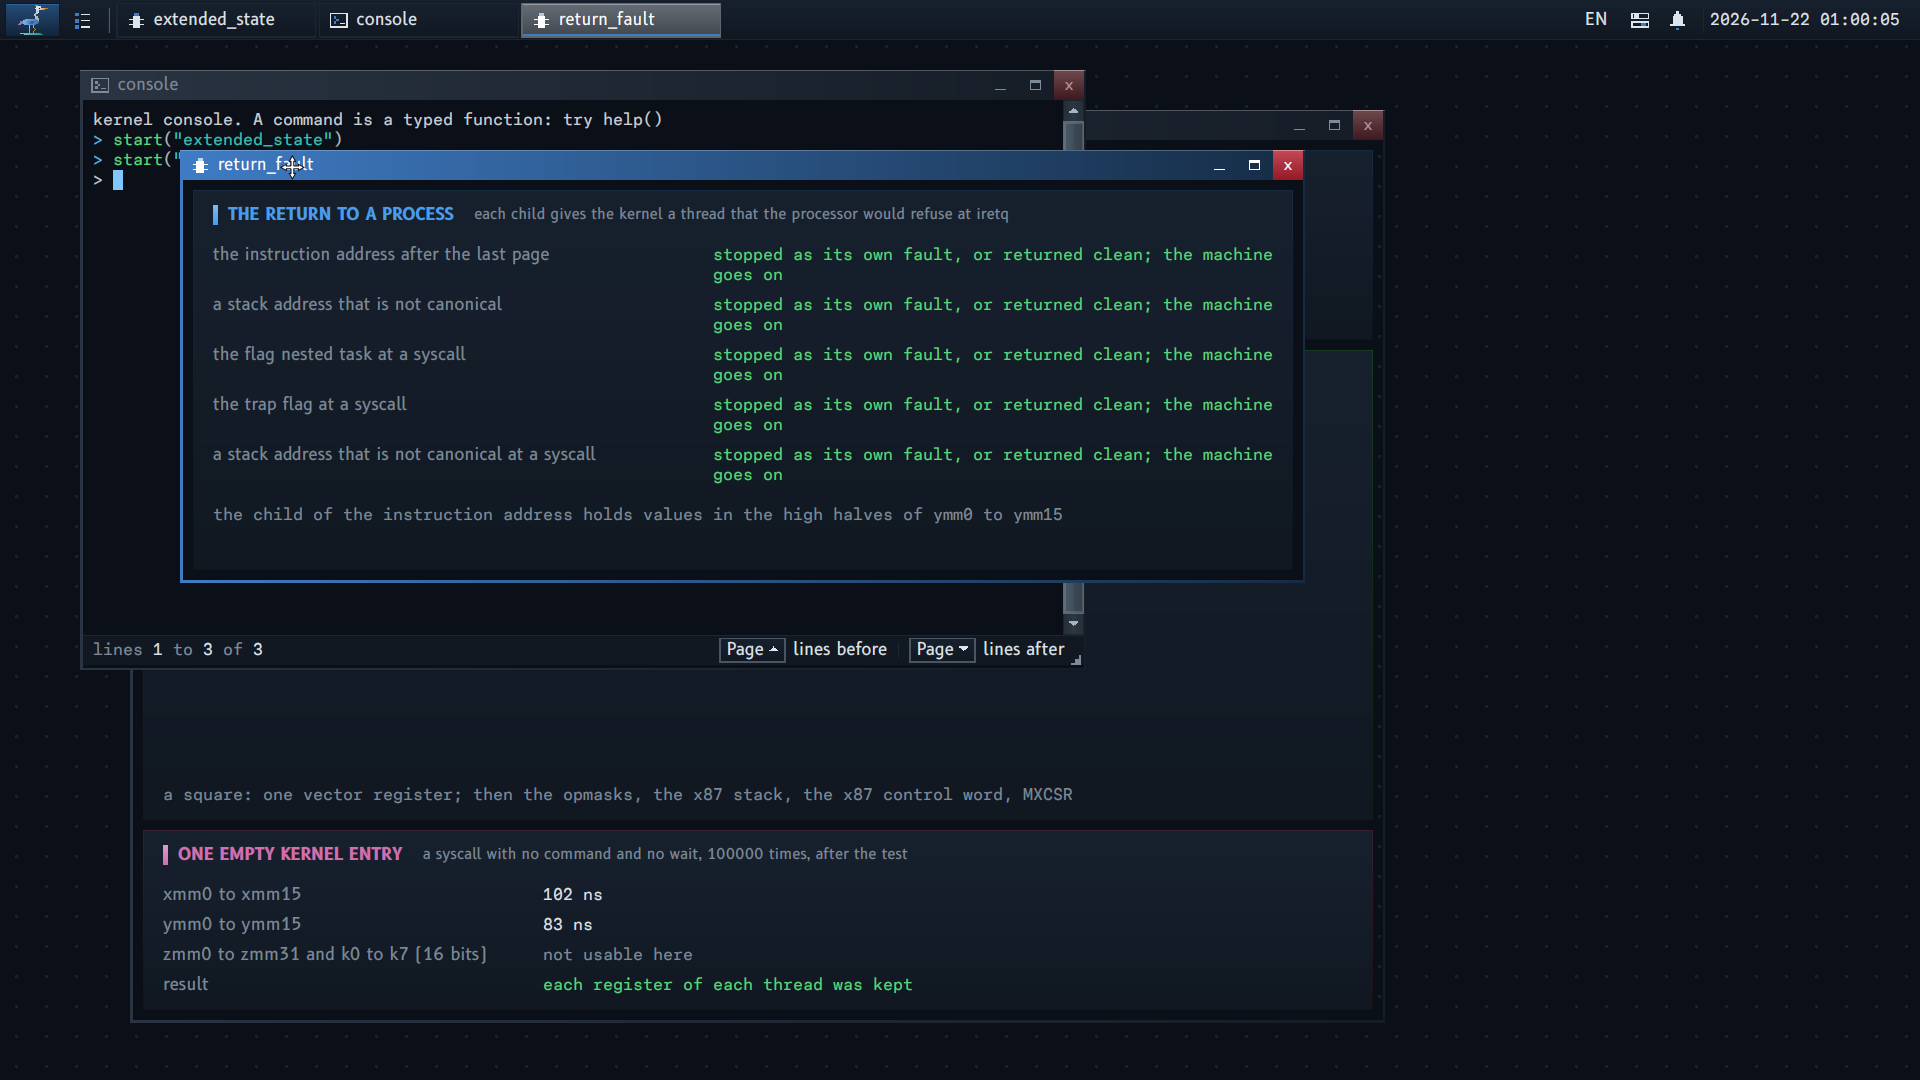 extended_state
console
return_fault
EN
2026-11-22 01:00:05
console
kernel console. A command is a typed function: try help()
> start("extended_state")
> start("
>
return_fault
THE RETURN TO A PROCESS each child gives the kernel a thread that the processor would refuse at iretq
the instruction address after the last page
stopped as its own fault, or returned clean; the machine
goes on
a stack address that is not canonical
stopped as its own fault, or returned clean; the machine
goes on
the flag nested task at a syscall
stopped as its own fault, or returned clean; the machine
goes on
the trap flag at a syscall
stopped as its own fault, or returned clean; the machine
goes on
a stack address that is not canonical at a syscall
stopped as its own fault, or returned clean; the machine
goes on
the child of the instruction address holds values in the high halves of ymm0 to ymm15
lines 1 to 3 of 3
Page lines before
Page lines after
a square: one vector register; then the opmasks, the x87 stack, the x87 control word, MXCSR
ONE EMPTY KERNEL ENTRY a syscall with no command and no wait, 100000 times, after the test
xmm0 to xmm15 102 ns
ymm0 to ymm15 83 ns
zmm0 to zmm31 and k0 to k7 (16 bits) not usable here
result each register of each thread was kept